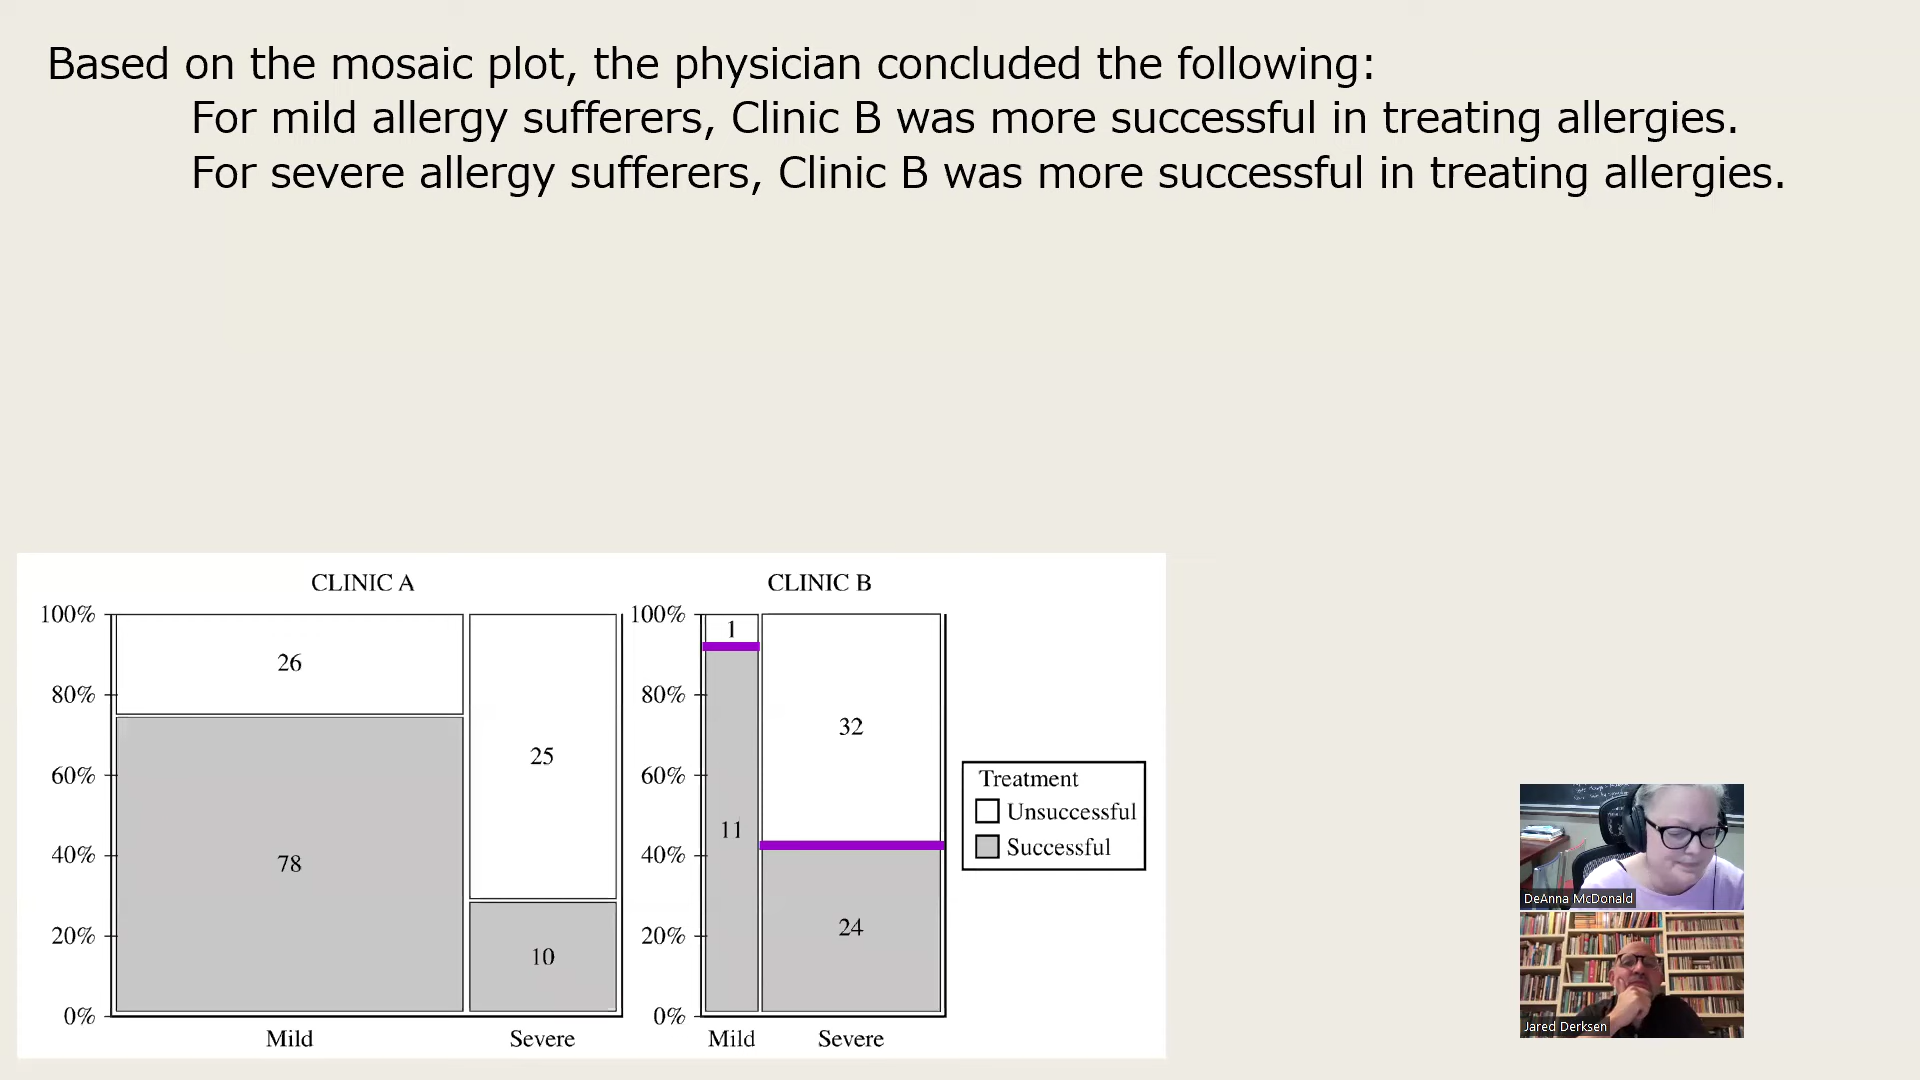 Based on the mosaic plot, the physician concluded the following:
For mild allergy sufferers, Clinic B was more successful in treating allergies.
For severe allergy sufferers, Clinic B was more successful in treating allergies.
CLINIC A
CLINIC B
100%
80%
60%
40%
20%
0%
26
78
25
10
Mild
Severe
100%
80%
60%
40%
20%
0%
1
11
32
24
Mild
Severe
Treatment
Unsuccessful
Successful
DeAnna McDonald
Jared Derksen